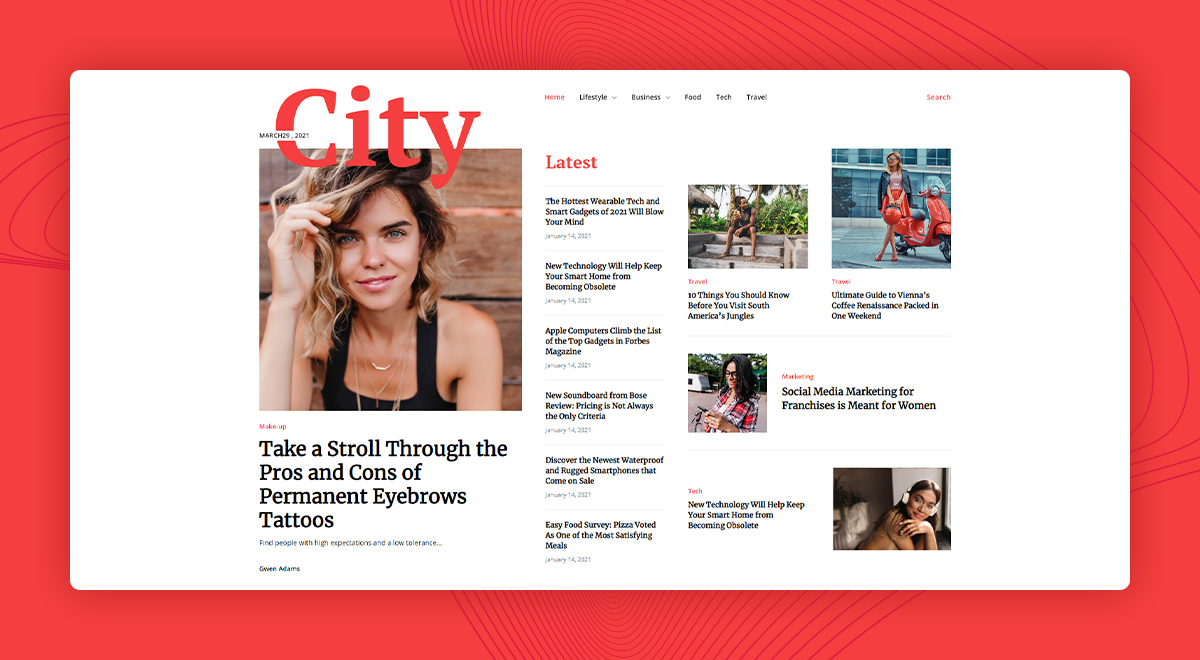 City
MARCH29 , 2021
Home Lifestyle Business Food Tech Travel Search
Make-up
Take a Stroll Through the
Pros and Cons of
Permanent Eyebrows
Tattoos
Find people with high expectations and a low tolerance...
Gwen Adams
Latest
The Hottest Wearable Tech and
Smart Gadgets of 2021 Will Blow
Your Mind
January 14, 2021
New Technology Will Help Keep
Your Smart Home from
Becoming Obsolete
January 14, 2021
Apple Computers Climb the List
of the Top Gadgets in Forbes
Magazine
January 14, 2021
New Soundboard from Bose
Review: Pricing is Not Always
the Only Criteria
January 14, 2021
Discover the Newest Waterproof
and Rugged Smartphones that
Come on Sale
January 14, 2021
Easy Food Survey: Pizza Voted
As One of the Most Satisfying
Meals
January 14, 2021
Travel
10 Things You Should Know
Before You Visit South
America's Jungles
Travel
Ultimate Guide to Vienna's
Coffee Renaissance Packed in
One Weekend
Marketing
Social Media Marketing for
Franchises is Meant for Women
Tech
New Technology Will Help Keep
Your Smart Home from
Becoming Obsolete